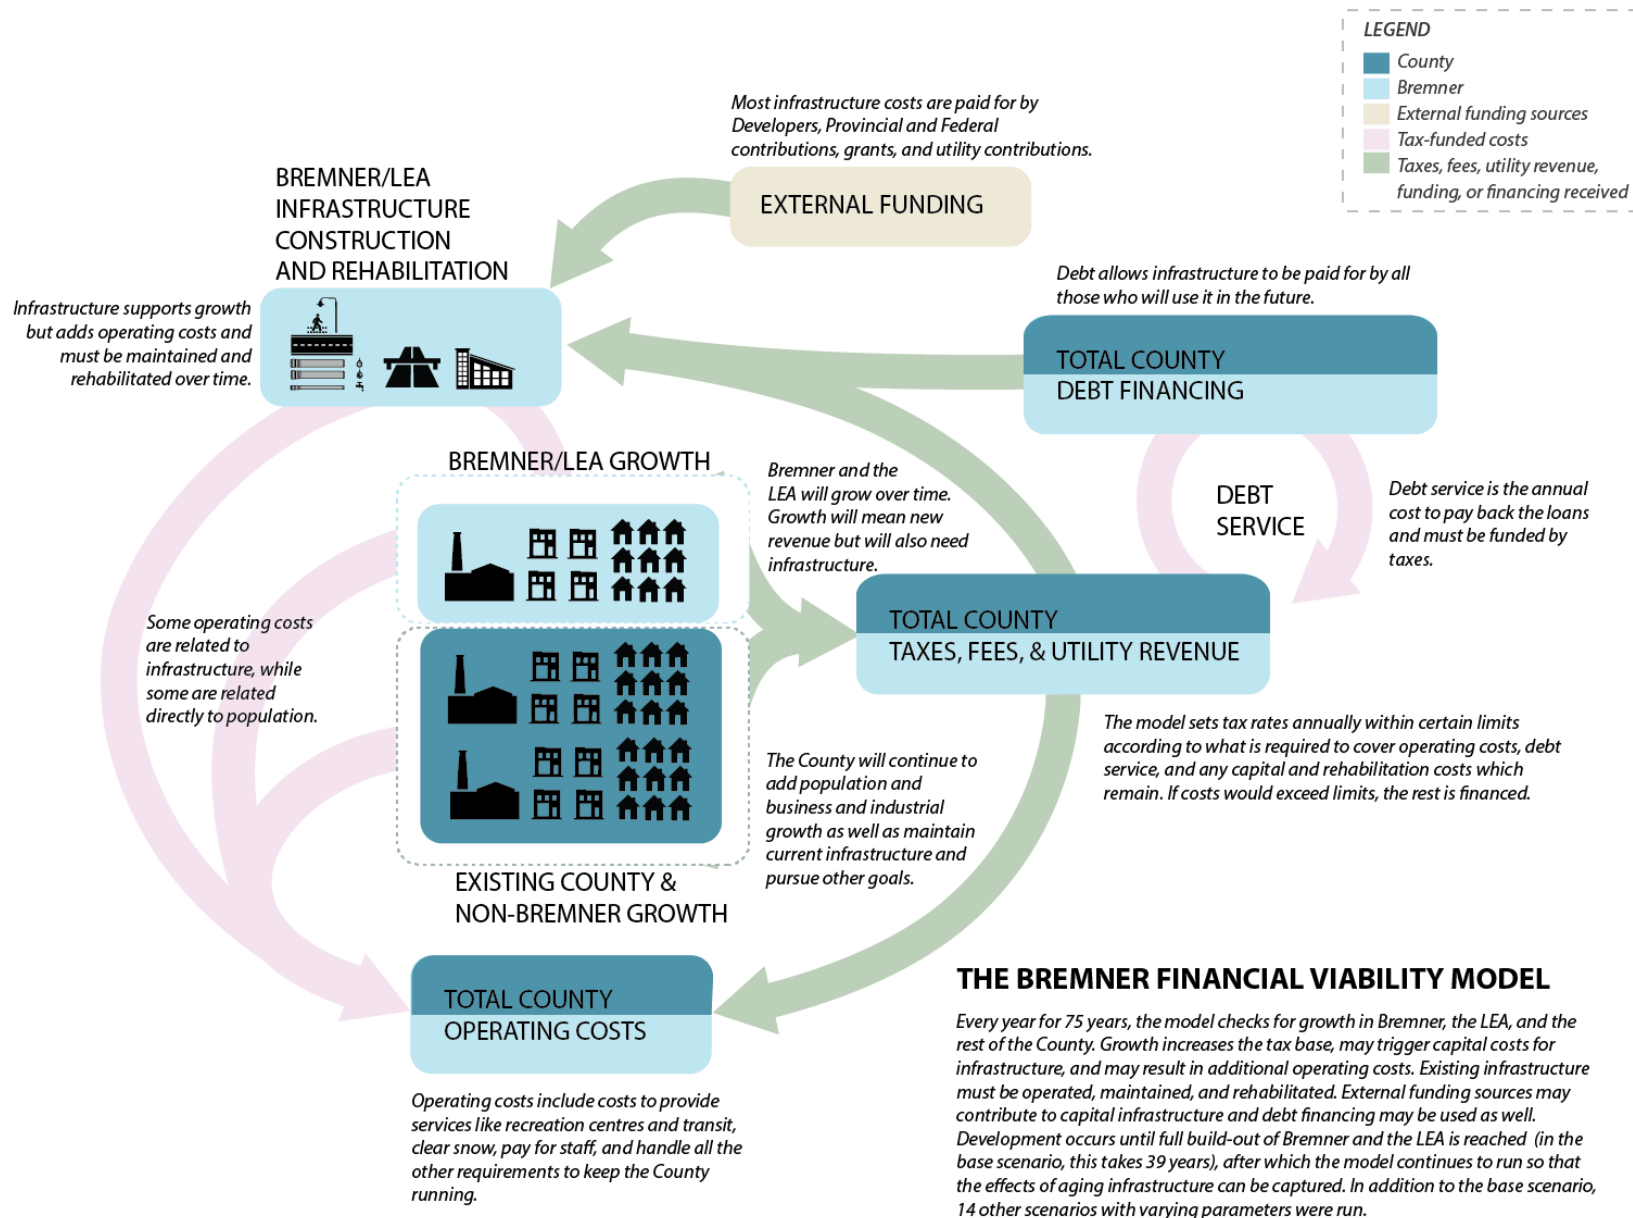 LEGEND
County
Bremner
External funding sources
Tax-funded costs
Taxes, fees, utility revenue,
funding, or financing received
Most infrastructure costs are paid for by
Developers, Provincial and Federal
contributions, grants, and utility contributions.
EXTERNAL FUNDING
BREMNER/LEA
INFRASTRUCTURE
CONSTRUCTION
AND REHABILITATION
Infrastructure supports growth
but adds operating costs and
must be maintained and
rehabilitated over time.
Debt allows infrastructure to be paid for by all
those who will use it in the future.
TOTAL COUNTY
DEBT FINANCING
DEBT
SERVICE
Debt service is the annual
cost to pay back the loans
and must be funded by
taxes.
BREMNER/LEA GROWTH
Bremner and the
LEA will grow over time.
Growth will mean new
revenue but will also need
infrastructure.
Some operating costs
are related to
infrastructure, while
some are related
directly to population.
TOTAL COUNTY
TAXES, FEES, & UTILITY REVENUE
The model sets tax rates annually within certain limits
according to what is required to cover operating costs, debt
service, and any capital and rehabilitation costs which
remain. If costs would exceed limits, the rest is financed.
The County will continue to
add population and
business and industrial
growth as well as maintain
current infrastructure and
pursue other goals.
EXISTING COUNTY &
NON-BREMNER GROWTH
TOTAL COUNTY
OPERATING COSTS
Operating costs include costs to provide
services like recreation centres and transit,
clear snow, pay for staff, and handle all the
other requirements to keep the County
running.
THE BREMNER FINANCIAL VIABILITY MODEL
Every year for 75 years, the model checks for growth in Bremner, the LEA, and the
rest of the County. Growth increases the tax base, may trigger capital costs for
infrastructure, and may result in additional operating costs. Existing infrastructure
must be operated, maintained, and rehabilitated. External funding sources may
contribute to capital infrastructure and debt financing may be used as well.
Development occurs until full build-out of Bremner and the LEA is reached (in the
base scenario, this takes 39 years), after which the model continues to run so that
the effects of aging infrastructure can be captured. In addition to the base scenario,
14 other scenarios with varying parameters were run.